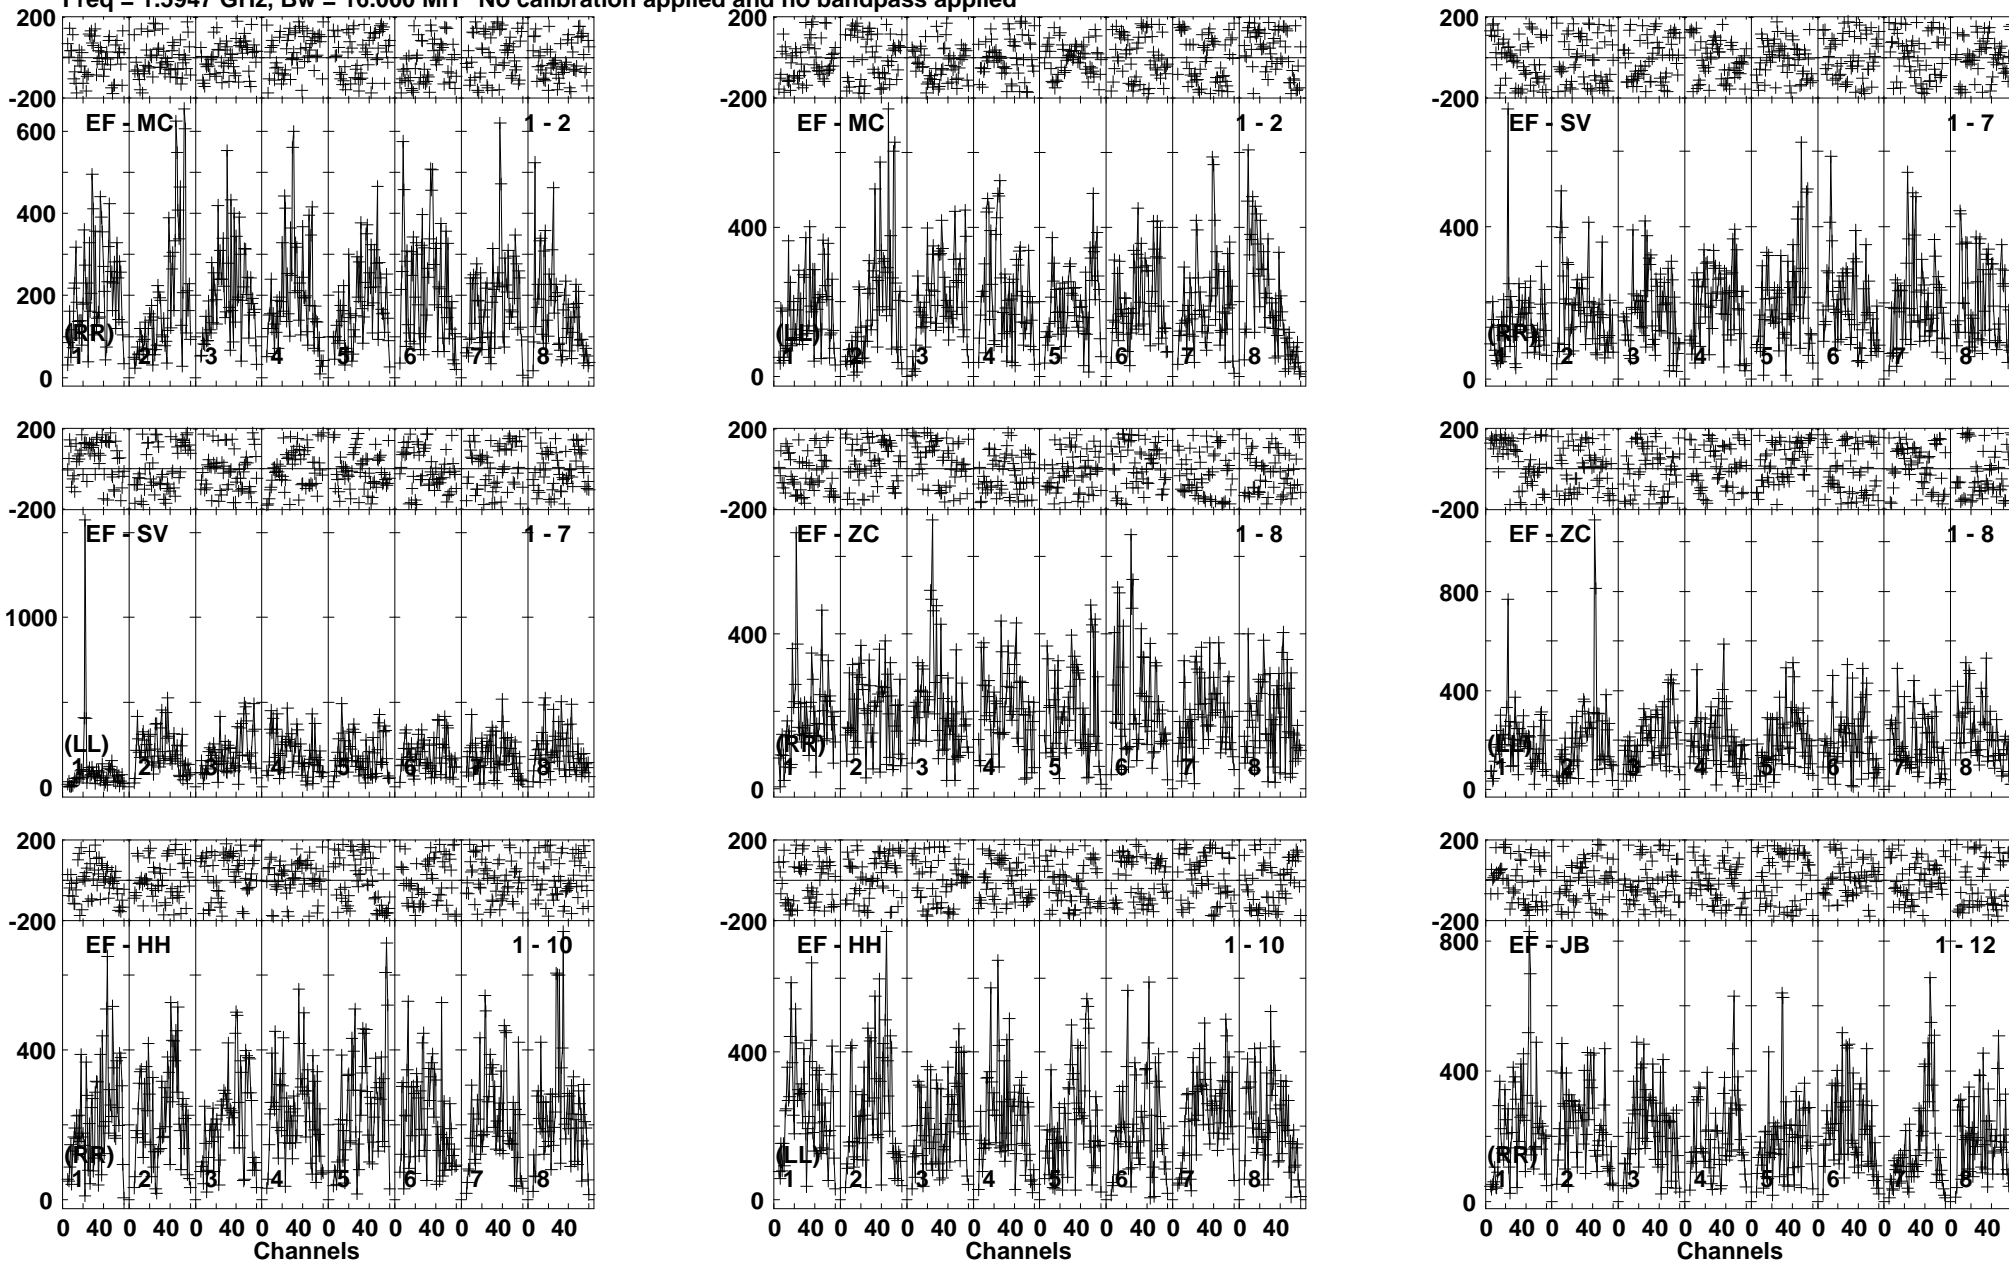 Freq = 1.5947 GHz, Bw = 16.000 MH No calibration applied and no bandpass applied
200
-200
EF - MC 1 - 2
600
400
200
0
(RR)
1 2 3 4 5 6 7 8
200
-200
EF - MC 1 - 2
400
0
(LL)
1 2 3 4 5 6 7 8
200
-200
EF - SV 1 - 7
400
0
(RR)
1 2 3 4 5 6 7 8
200
-200
EF - SV 1 - 7
1000
0
(LL)
1 2 3 4 5 6 7 8
200
-200
EF - ZC 1 - 8
400
0
(RR)
1 2 3 4 5 6 7 8
200
-200
EF - ZC 1 - 8
800
400
0
(LL)
1 2 3 4 5 6 7 8
200
-200
EF - HH 1 - 10
400
0
(RR)
1 2 3 4 5 6 7 8
0 40 0 40 0 40 0 40 0 40 0 40 0 40 0 40
Channels
200
-200
EF - HH 1 - 10
400
0
(LL)
1 2 3 4 5 6 7 8
0 40 0 40 0 40 0 40 0 40 0 40 0 40 0 40
Channels
200
-200
EF - JB 1 - 12
800
400
0
(RR)
1 2 3 4 5 6 7 8
0 40 0 40 0 40 0 40 0 40 0 40 0 40 0 40
Channels